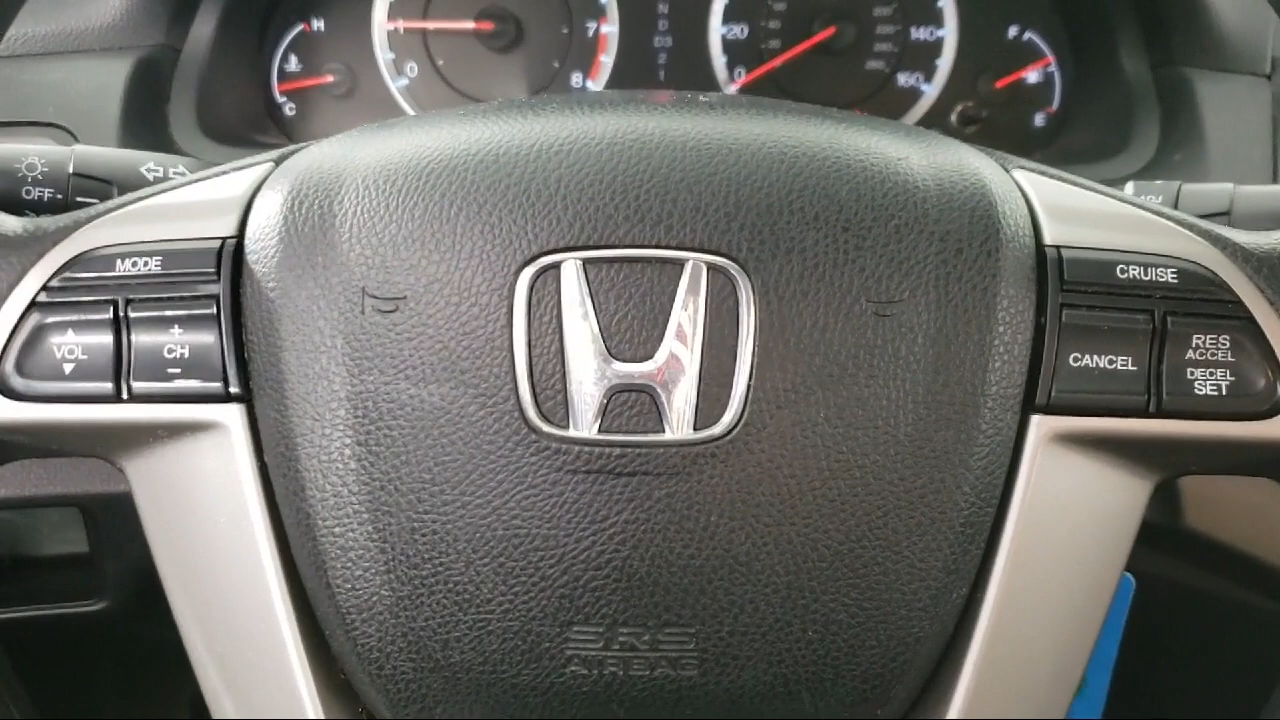 H
C
1
0
7
8
N
D
D3
2
1
20
0
140
160
F
E
OFF
MODE
VOL
+
CH
-
CRUISE
CANCEL
RES
ACCEL
DECEL
SET
SRS
AIRBAG